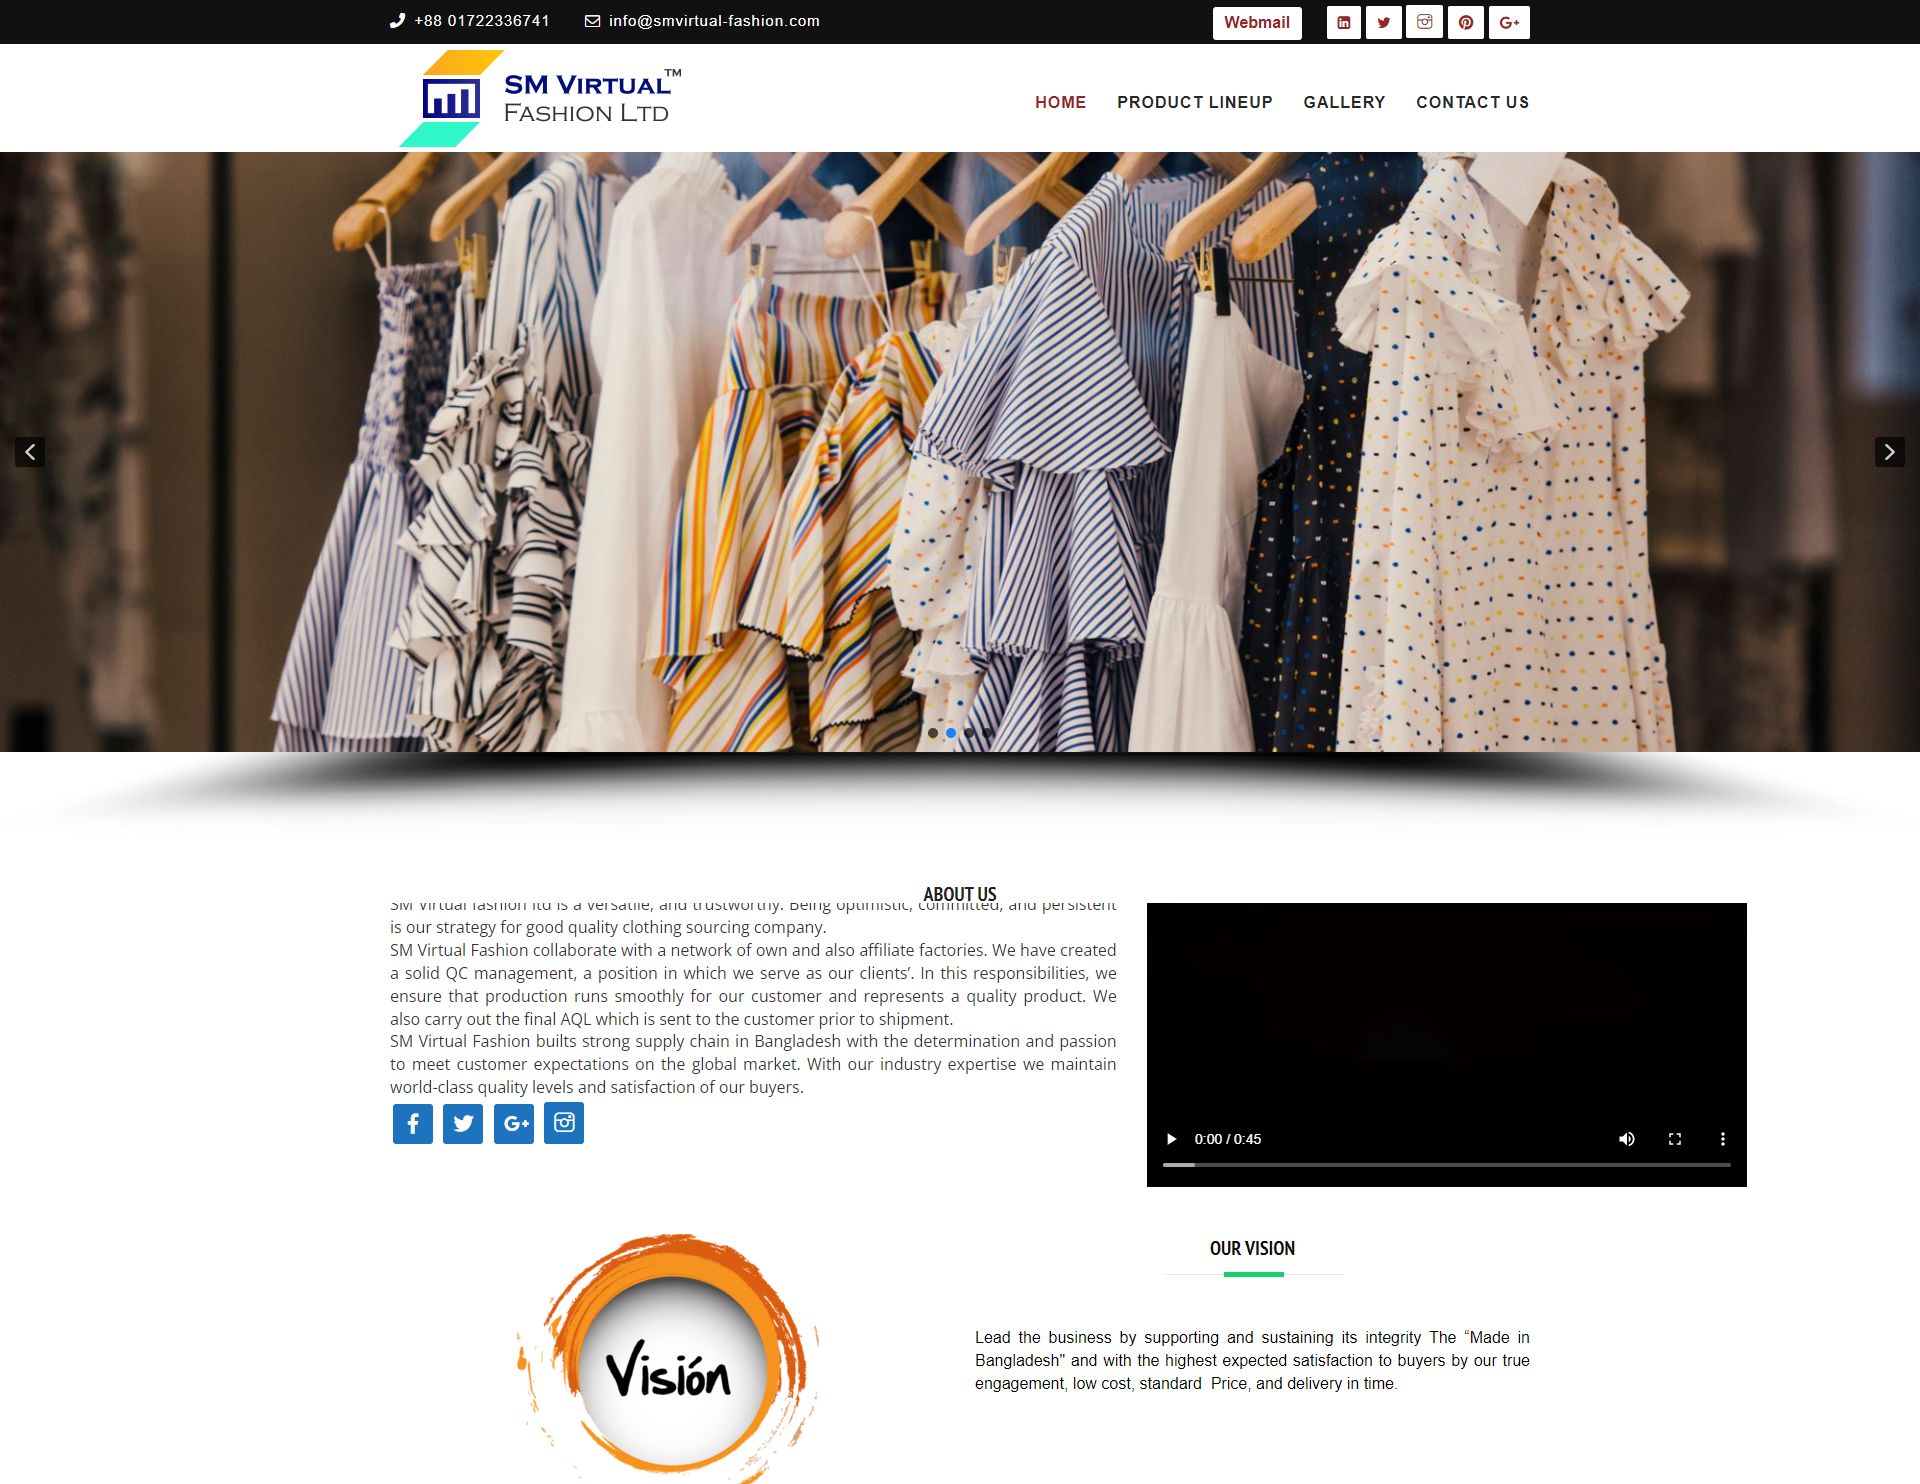 +88 01722336741 info@smvirtual-fashion.com Webmail
SM VIRTUAL™
FASHION LTD
HOME PRODUCT LINEUP GALLERY CONTACT US
ABOUT US
SM Virtual fashion ltd is a versatile, and trustworthy. Being optimistic, committed, and persistent
is our strategy for good quality clothing sourcing company.
SM Virtual Fashion collaborate with a network of own and also affiliate factories. We have created
a solid QC management, a position in which we serve as our clients’. In this responsibilities, we
ensure that production runs smoothly for our customer and represents a quality product. We
also carry out the final AQL which is sent to the customer prior to shipment.
SM Virtual Fashion builts strong supply chain in Bangladesh with the determination and passion
to meet customer expectations on the global market. With our industry expertise we maintain
world-class quality levels and satisfaction of our buyers.
0:00 / 0:45
Visión
OUR VISION
Lead the business by supporting and sustaining its integrity The “Made in
Bangladesh" and with the highest expected satisfaction to buyers by our true
engagement, low cost, standard Price, and delivery in time.